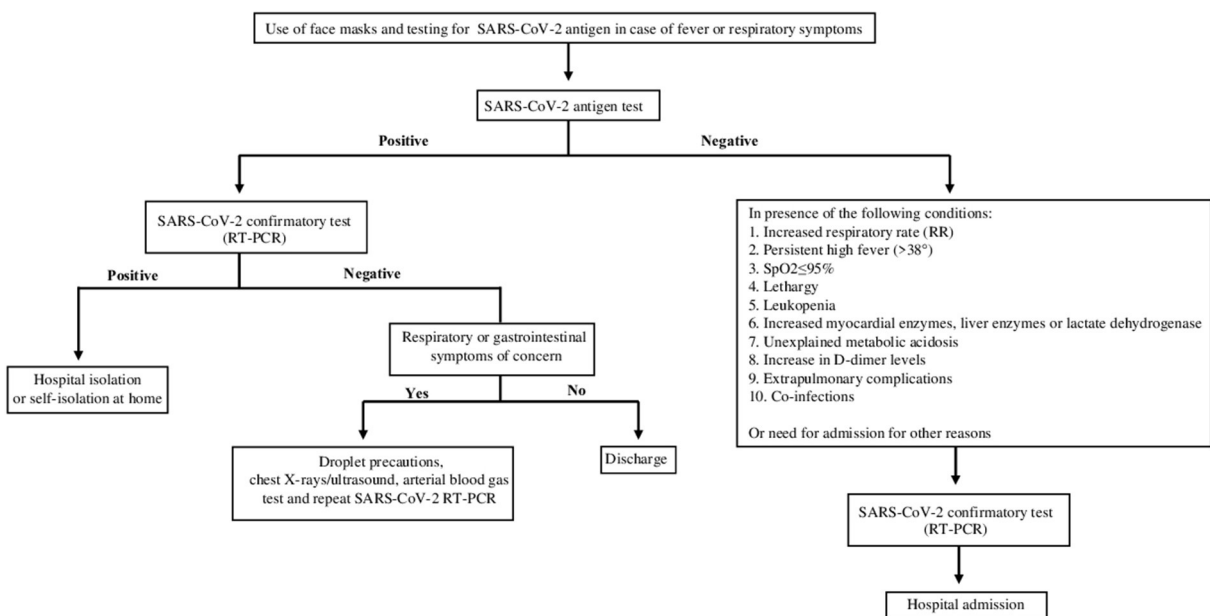 Use of face masks and testing for SARS-CoV-2 antigen in case of fever or respiratory symptoms
SARS-CoV-2 antigen test
Positive
Negative
SARS-CoV-2 confirmatory test
(RT-PCR)
Positive
Negative
Hospital isolation
or self-isolation at home
Respiratory or gastrointestinal
symptoms of concern
Yes
No
Droplet precautions,
chest X-rays/ultrasound, arterial blood gas
test and repeat SARS-CoV-2 RT-PCR
Discharge
In presence of the following conditions:
1. Increased respiratory rate (RR)
2. Persistent high fever (>38°)
3. SpO2≤95%
4. Lethargy
5. Leukopenia
6. Increased myocardial enzymes, liver enzymes or lactate dehydrogenase
7. Unexplained metabolic acidosis
8. Increase in D-dimer levels
9. Extrapulmonary complications
10. Co-infections
Or need for admission for other reasons
SARS-CoV-2 confirmatory test
(RT-PCR)
Hospital admission